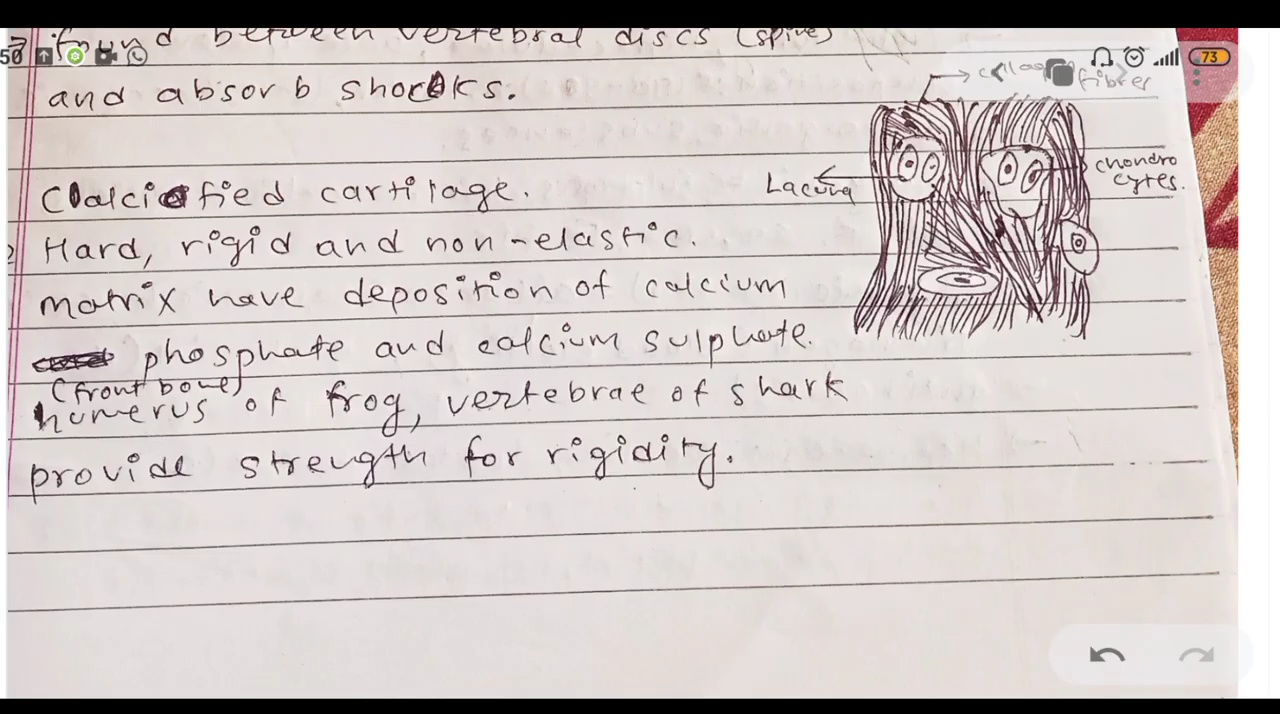 found between vertebral discs (spine)
50
73
and absorb shocks.
fibres
Calcified cartilage.
Lacuna
chondro
cytes.
Hard, rigid and non-elastic.
matrix have deposition of calcium
phosphate and calcium sulphate.
(front bone)
humerus of frog, vertebrae of shark
provide strength for rigidity.